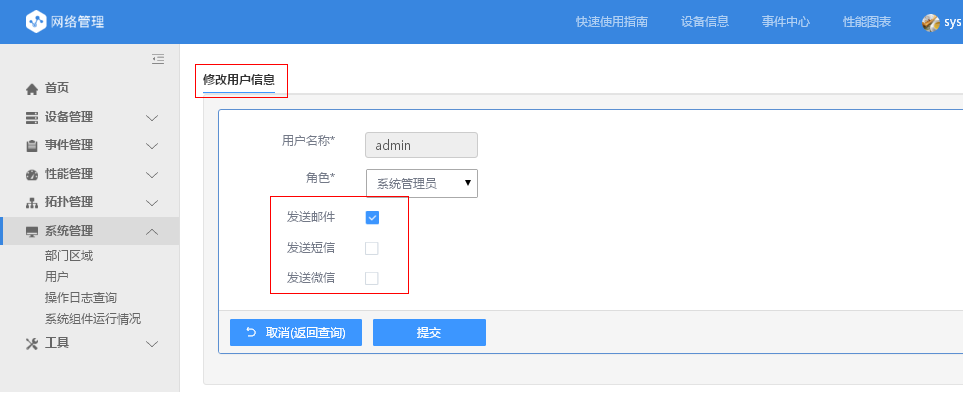 网络管理
快速使用指南
设备信息
事件中心
性能图表
sys
首页
设备管理
事件管理
性能管理
拓扑管理
系统管理
部门区域
用户
操作日志查询
系统组件运行情况
工具
修改用户信息
用户名称* admin
角色* 系统管理员
发送邮件
发送短信
发送微信
取消(返回查询)
提交